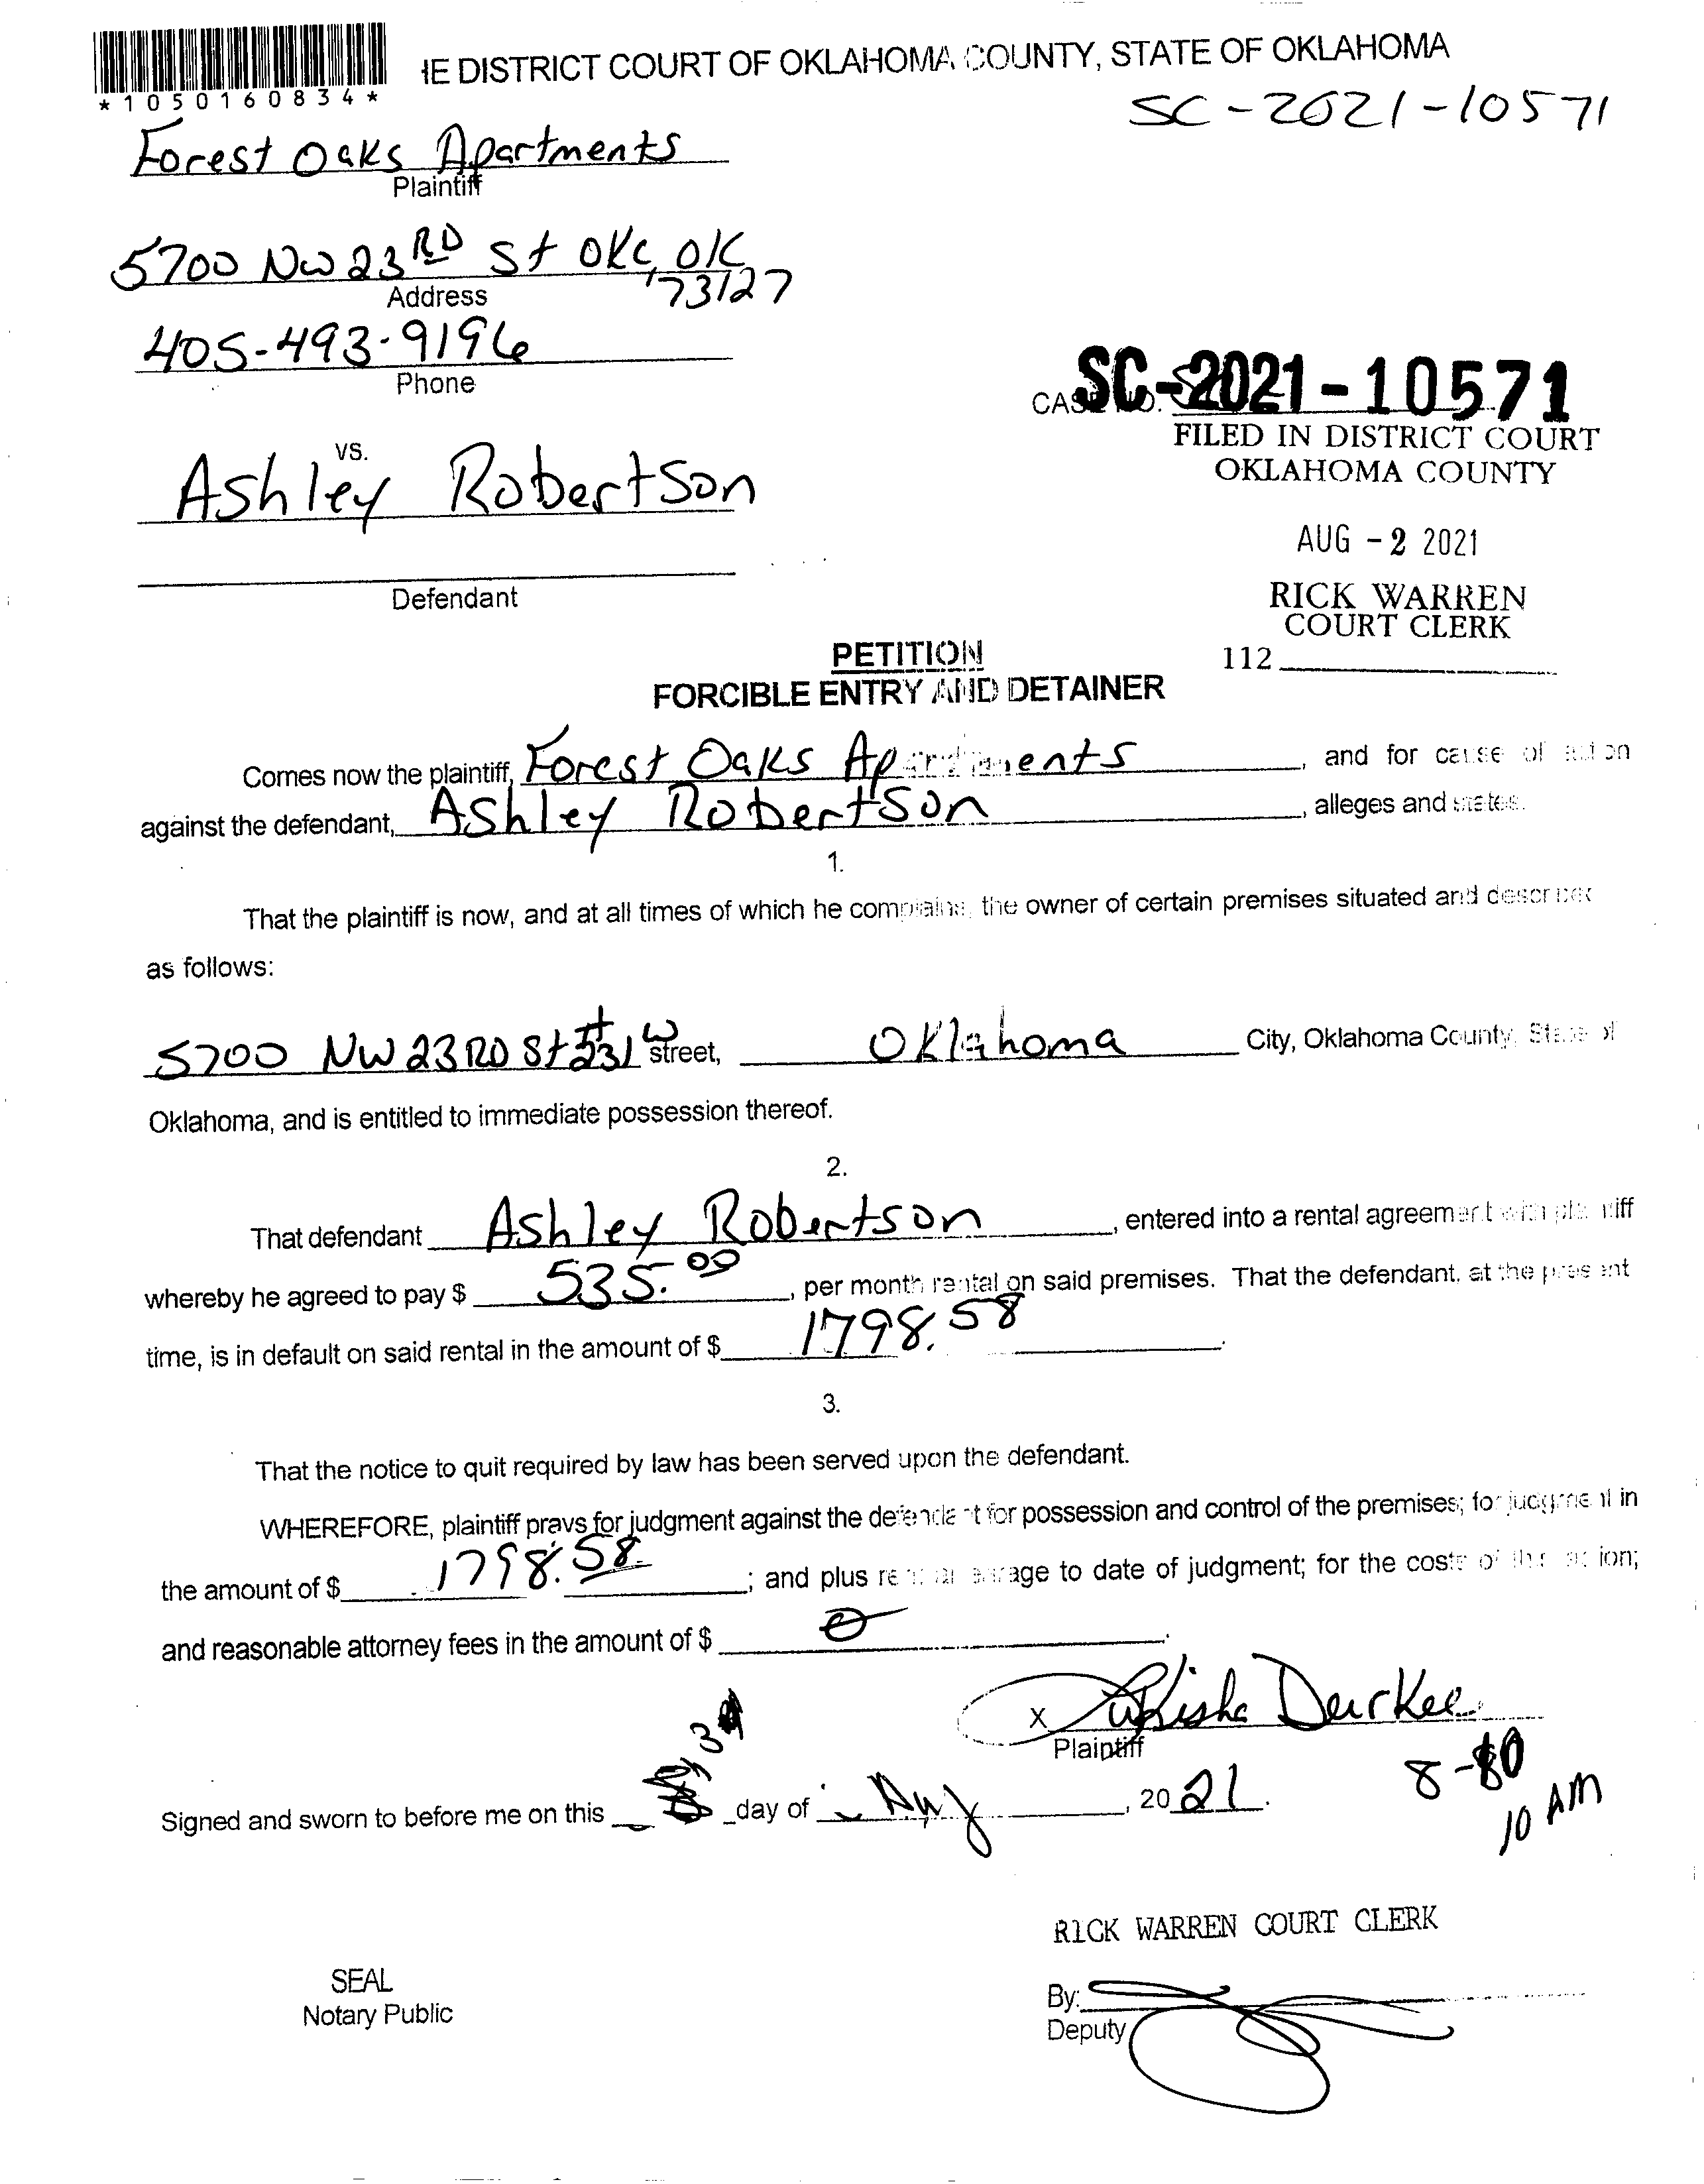 *1050160834*
IE DISTRICT COURT OF OKLAHOMA COUNTY, STATE OF OKLAHOMA
SC-2021-10571
Forest Oaks Apartments
Plaintiff
5700 NW 23RD St OKC, OK
73127
Address
405-493-9196
Phone
SC-2021-10571
CASE NO.
FILED IN DISTRICT COURT
OKLAHOMA COUNTY
vs.
Ashley Robertson
AUG -2 2021
Defendant
RICK WARREN
COURT CLERK
112
PETITION
FORCIBLE ENTRY AND DETAINER
Comes now the plaintiff, Forest Oaks Apartments, and for cause of action
against the defendant, Ashley Robertson, alleges and states.
1.
That the plaintiff is now, and at all times of which he complains, the owner of certain premises situated and described
as follows:
5700 NW 23RD St #231 W street, Oklahoma City, Oklahoma County, State of
Oklahoma, and is entitled to immediate possession thereof.
2.
That defendant Ashley Robertson, entered into a rental agreement with plaintiff
whereby he agreed to pay $ 535.00, per month rental on said premises. That the defendant, at the present
time, is in default on said rental in the amount of $ 1798.58.
3.
That the notice to quit required by law has been served upon the defendant.
WHEREFORE, plaintiff prays for judgment against the defendant for possession and control of the premises; for judgment in
the amount of $ 1798.58; and plus rental arrage to date of judgment; for the costs of this action;
and reasonable attorney fees in the amount of $
x Durkee
Plaintiff
8-
10 AM
Signed and sworn to before me on this day of Aug, 2021.
RICK WARREN COURT CLERK
SEAL
Notary Public
By:
Deputy